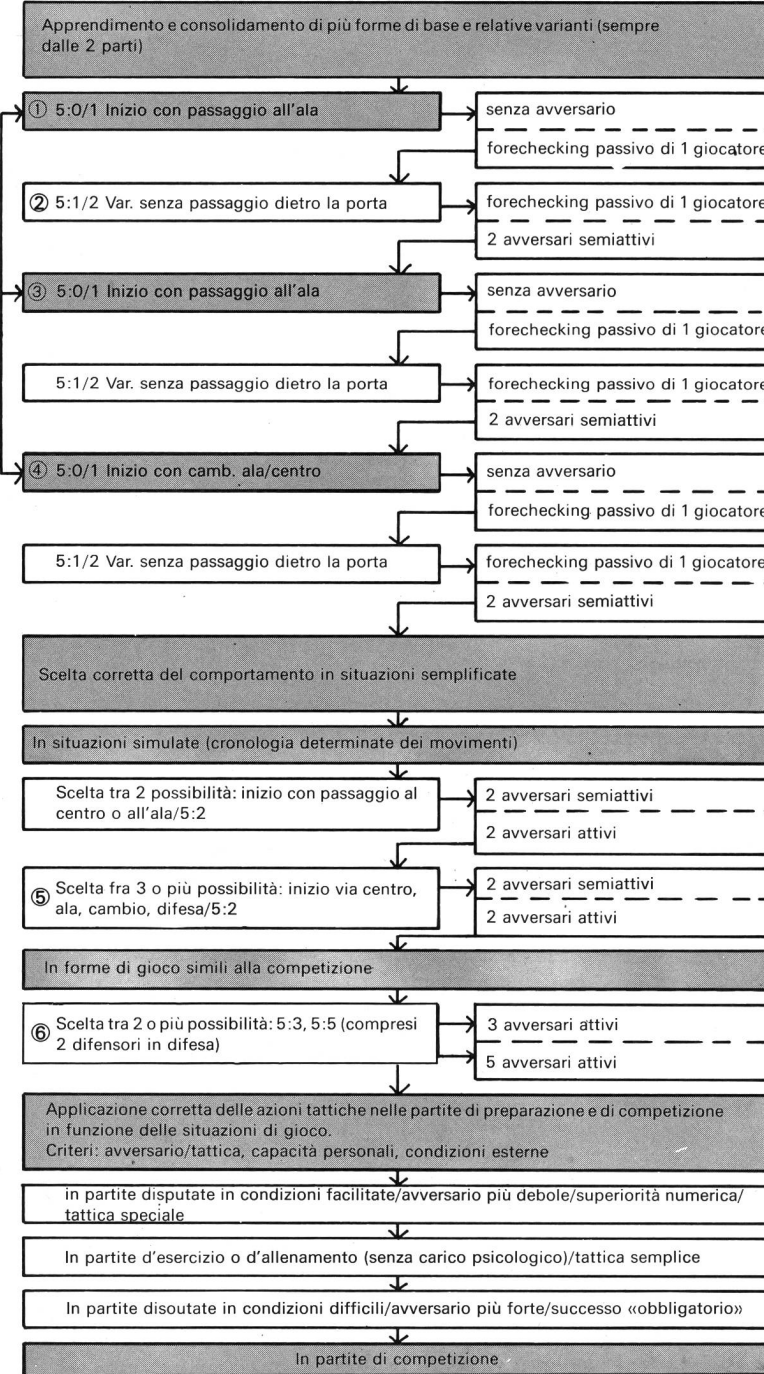 Apprendimento e consolidamento di più forme di base e relative varianti (sempre
dalle 2 parti)
① 5:0/1 Inizio con passaggio all'ala
senza avversario
forechecking passivo di 1 giocatore
② 5:1/2 Var. senza passaggio dietro la porta
forechecking passivo di 1 giocatore
2 avversari semiattivi
③ 5:0/1 Inizio con passaggio all'ala
senza avversario
forechecking passivo di 1 giocatore
5:1/2 Var. senza passaggio dietro la porta
forechecking passivo di 1 giocatore
2 avversari semiattivi
④ 5:0/1 Inizio con camb. ala/centro
senza avversario
forechecking passivo di 1 giocatore
5:1/2 Var. senza passaggio dietro la porta
forechecking passivo di 1 giocatore
2 avversari semiattivi
Scelta corretta del comportamento in situazioni semplificate
In situazioni simulate (cronologia determinate dei movimenti)
Scelta tra 2 possibilità: inizio con passaggio al
centro o all'ala/5:2
2 avversari semiattivi
2 avversari attivi
⑤ Scelta fra 3 o più possibilità: inizio via centro,
ala, cambio, difesa/5:2
2 avversari semiattivi
2 avversari attivi
In forme di gioco simili alla competizione
⑥ Scelta tra 2 o più possibilità: 5:3, 5:5 (compresi
2 difensori in difesa)
3 avversari attivi
5 avversari attivi
Applicazione corretta delle azioni tattiche nelle partite di preparazione e di competizione
in funzione delle situazioni di gioco.
Criteri: avversario/tattica, capacità personali, condizioni esterne
in partite disputate in condizioni facilitate/avversario più debole/superiorità numerica/
tattica speciale
In partite d'esercizio o d'allenamento (senza carico psicologico)/tattica semplice
In partite disoutate in condizioni difficili/avversario più forte/successo «obbligatorio»
In partite di competizione